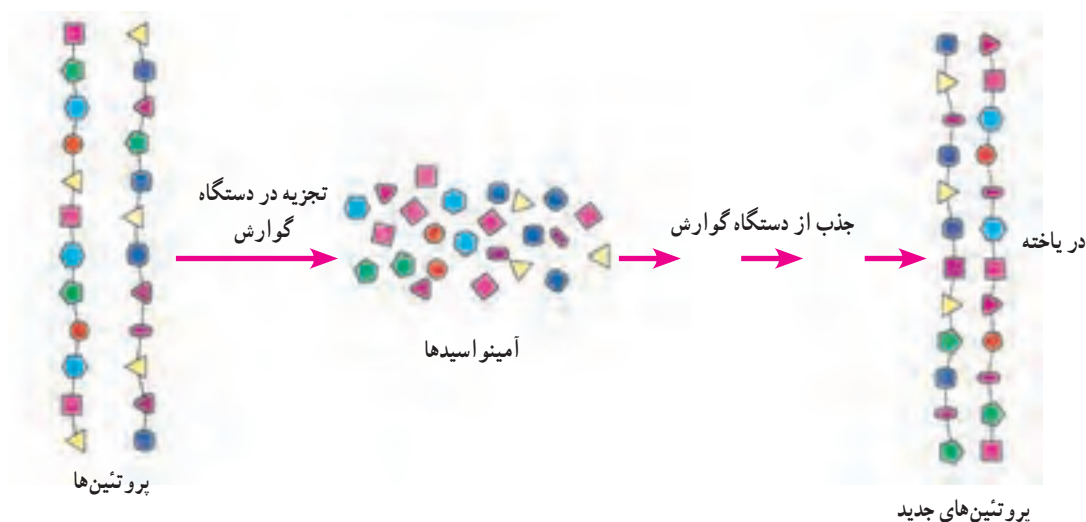 تجزیه در دستگاه
گوارش
جذب از دستگاه گوارش
در یاخته
آمینو اسیدها
پروتئین‌ها
پروتئین‌های جدید